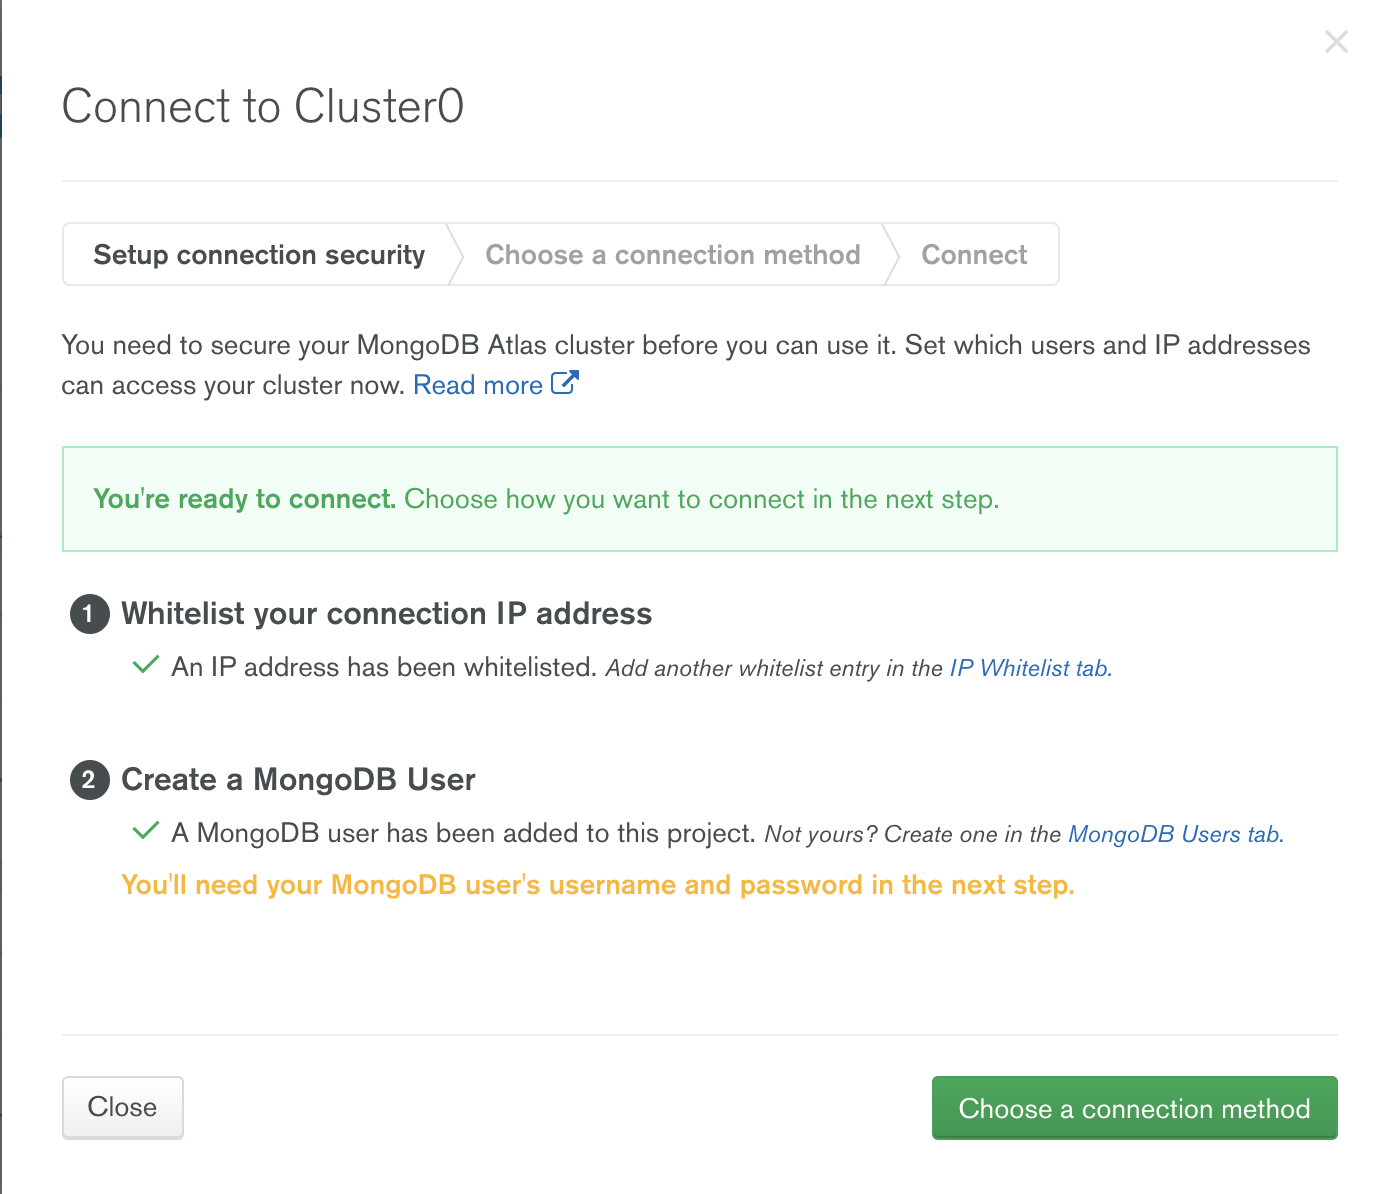 Connect to Cluster0
Setup connection security
Choose a connection method
Connect
You need to secure your MongoDB Atlas cluster before you can use it. Set which users and IP addresses
can access your cluster now. Read more
You're ready to connect. Choose how you want to connect in the next step.
1 Whitelist your connection IP address
An IP address has been whitelisted. Add another whitelist entry in the IP Whitelist tab.
2 Create a MongoDB User
A MongoDB user has been added to this project. Not yours? Create one in the MongoDB Users tab.
You'll need your MongoDB user's username and password in the next step.
Close
Choose a connection method